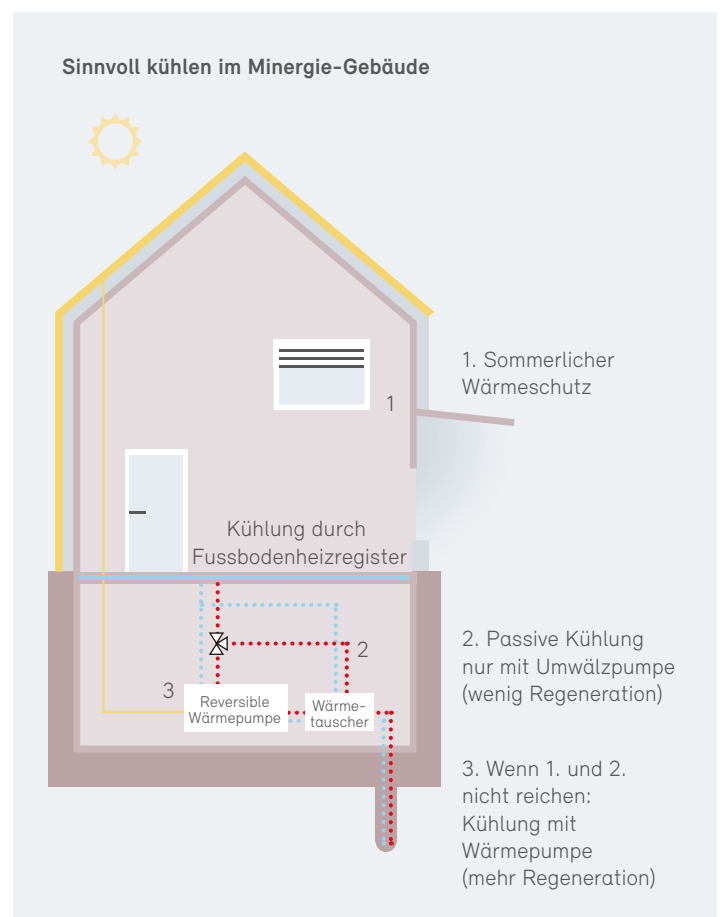 Sinnvoll kühlen im Minergie-Gebäude
1. Sommerlicher
Wärmeschutz
1
Kühlung durch
Fussbodenheizregister
2
2. Passive Kühlung
nur mit Umwälzpumpe
(wenig Regeneration)
3
Reversible
Wärmepumpe
Wärme-
tauscher
3. Wenn 1. und 2.
nicht reichen:
Kühlung mit
Wärmepumpe
(mehr Regeneration)